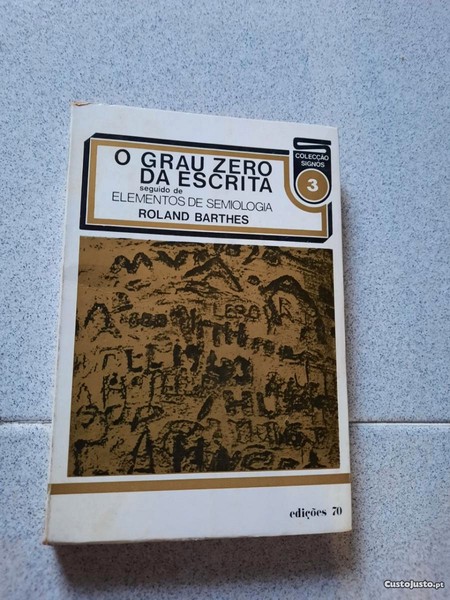 COLECÇÃO
SIGNOS
3
O GRAU ZERO
DA ESCRITA
seguido de
ELEMENTOS DE SEMIOLOGIA
ROLAND BARTHES
edições 70
CustoJusto.pt